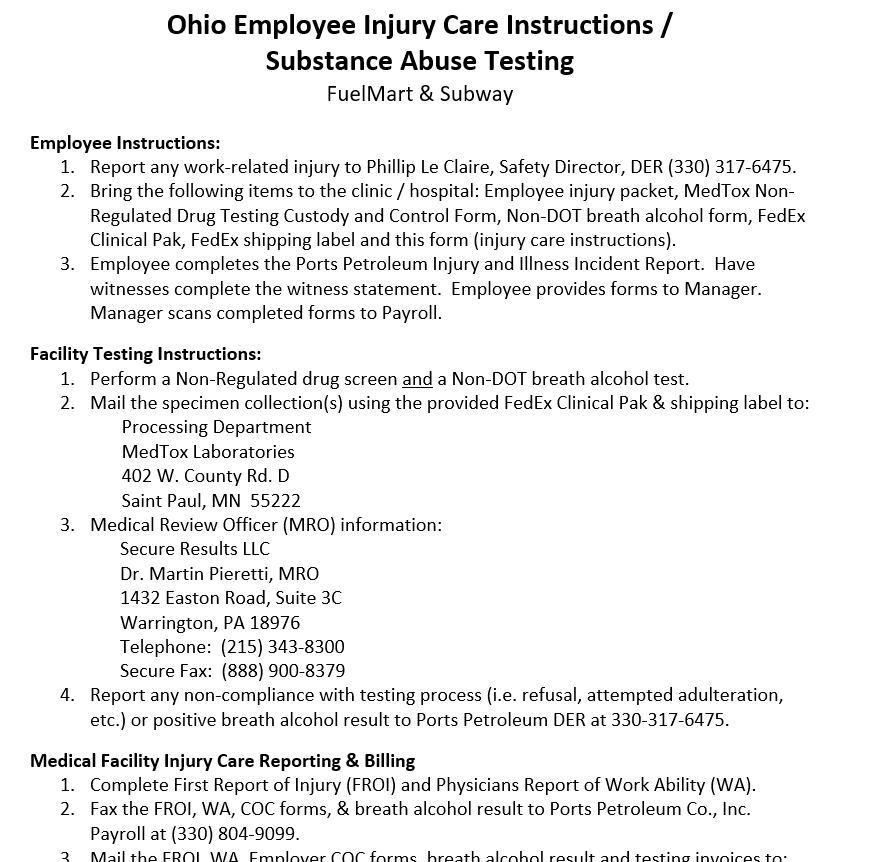 Ohio Employee Injury Care Instructions /
Substance Abuse Testing
FuelMart & Subway
Employee Instructions:
1. Report any work-related injury to Phillip Le Claire, Safety Director, DER (330) 317-6475.
2. Bring the following items to the clinic / hospital: Employee injury packet, MedTox Non-
Regulated Drug Testing Custody and Control Form, Non-DOT breath alcohol form, FedEx
Clinical Pak, FedEx shipping label and this form (injury care instructions).
3. Employee completes the Ports Petroleum Injury and Illness Incident Report. Have
witnesses complete the witness statement. Employee provides forms to Manager.
Manager scans completed forms to Payroll.
Facility Testing Instructions:
1. Perform a Non-Regulated drug screen and a Non-DOT breath alcohol test.
2. Mail the specimen collection(s) using the provided FedEx Clinical Pak & shipping label to:
Processing Department
MedTox Laboratories
402 W. County Rd. D
Saint Paul, MN 55222
3. Medical Review Officer (MRO) information:
Secure Results LLC
Dr. Martin Pieretti, MRO
1432 Easton Road, Suite 3C
Warrington, PA 18976
Telephone: (215) 343-8300
Secure Fax: (888) 900-8379
4. Report any non-compliance with testing process (i.e. refusal, attempted adulteration,
etc.) or positive breath alcohol result to Ports Petroleum DER at 330-317-6475.
Medical Facility Injury Care Reporting & Billing
1. Complete First Report of Injury (FROI) and Physicians Report of Work Ability (WA).
2. Fax the FROI, WA, COC forms, & breath alcohol result to Ports Petroleum Co., Inc.
Payroll at (330) 804-9099.
3. Mail the FROI, WA, Employer COC forms, breath alcohol result and testing invoices to: